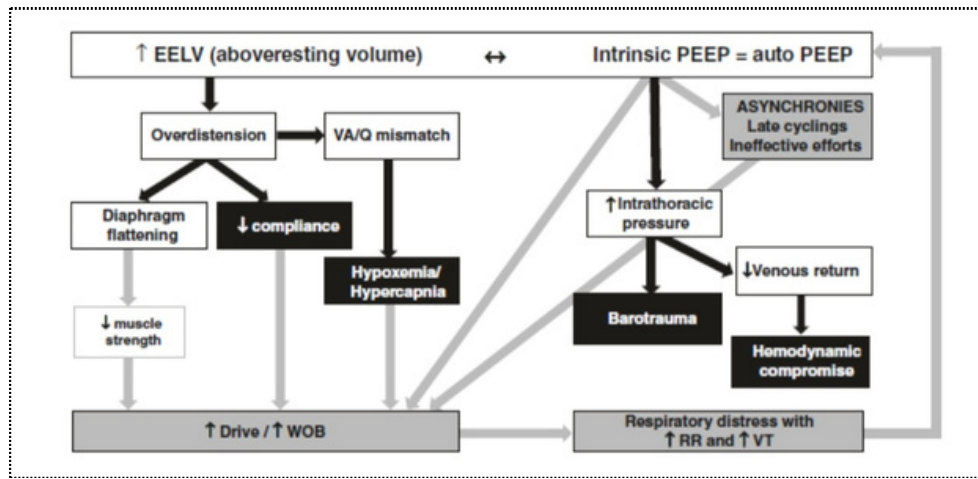 ↑ EELV (aboveresting volume) ↔ Intrinsic PEEP = auto PEEP
Overdistension
VA/Q mismatch
ASYNCHRONIES
Late cyclings
Ineffective efforts
Diaphragm
flattening
↓ compliance
↑ Intrathoracic
pressure
Hypoxemia/
Hypercapnia
↓ Venous return
↓ muscle
strength
Barotrauma
Hemodynamic
compromise
↑ Drive / ↑ WOB
Respiratory distress with
↑ RR and ↑ VT